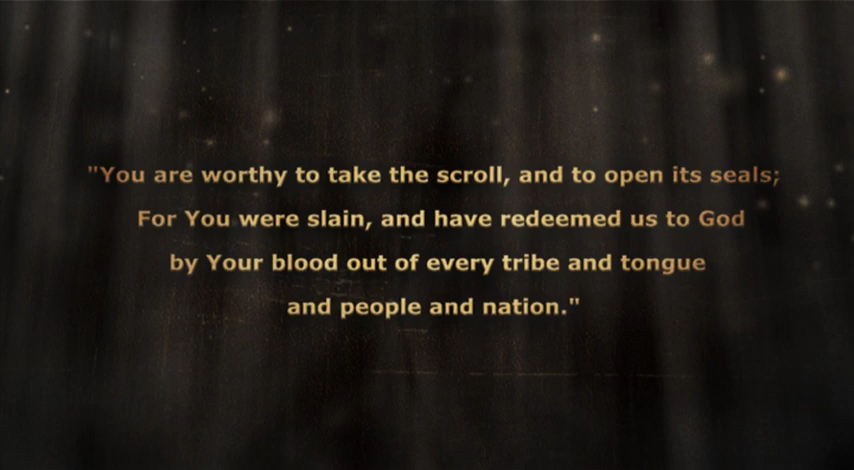 "You are worthy to take the scroll, and to open its seals;
For You were slain, and have redeemed us to God
by Your blood out of every tribe and tongue
and people and nation."